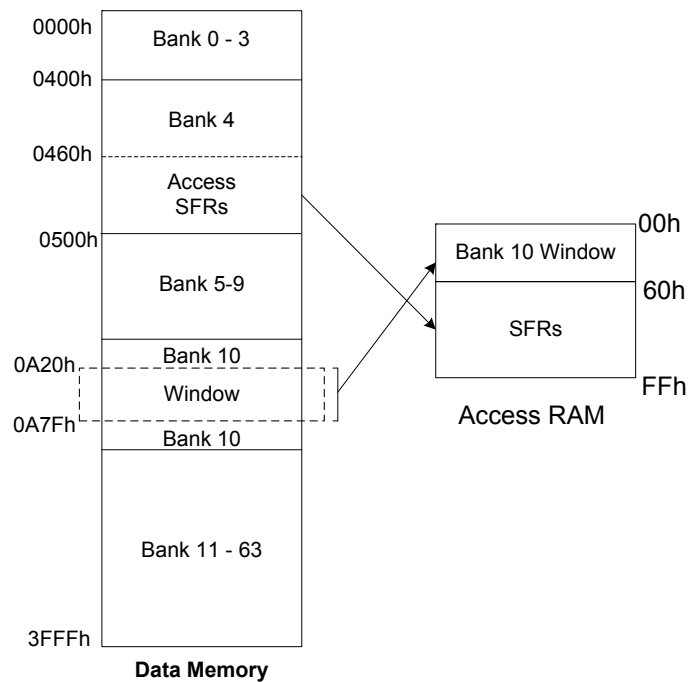 0000h
Bank 0 - 3
0400h
Bank 4
0460h
Access
SFRs
0500h
Bank 5-9
Bank 10
0A20h
Window
0A7Fh
Bank 10
Bank 11 - 63
3FFFh
Data Memory
00h
Bank 10 Window
60h
SFRs
FFh
Access RAM